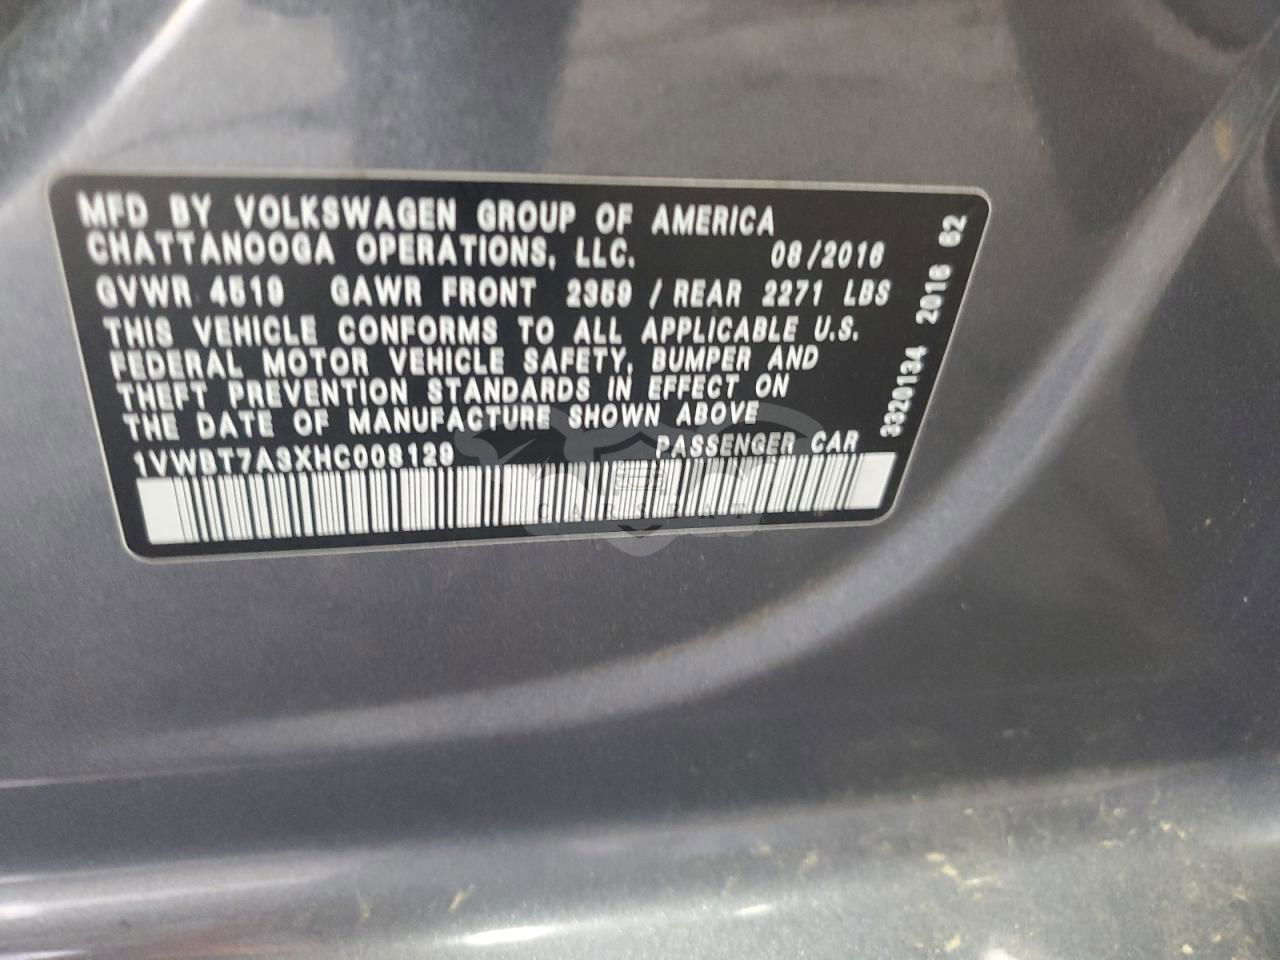 MFD BY VOLKSWAGEN GROUP OF AMERICA
CHATTANOOGA OPERATIONS, LLC. 08/2016
GVWR 4519 GAWR FRONT 2359 / REAR 2271 LBS
THIS VEHICLE CONFORMS TO ALL APPLICABLE U.S.
FEDERAL MOTOR VEHICLE SAFETY, BUMPER AND
THEFT PREVENTION STANDARDS IN EFFECT ON
THE DATE OF MANUFACTURE SHOWN ABOVE
1VWBT7A3XHC008129 PASSENGER CAR
3320134 2016 62